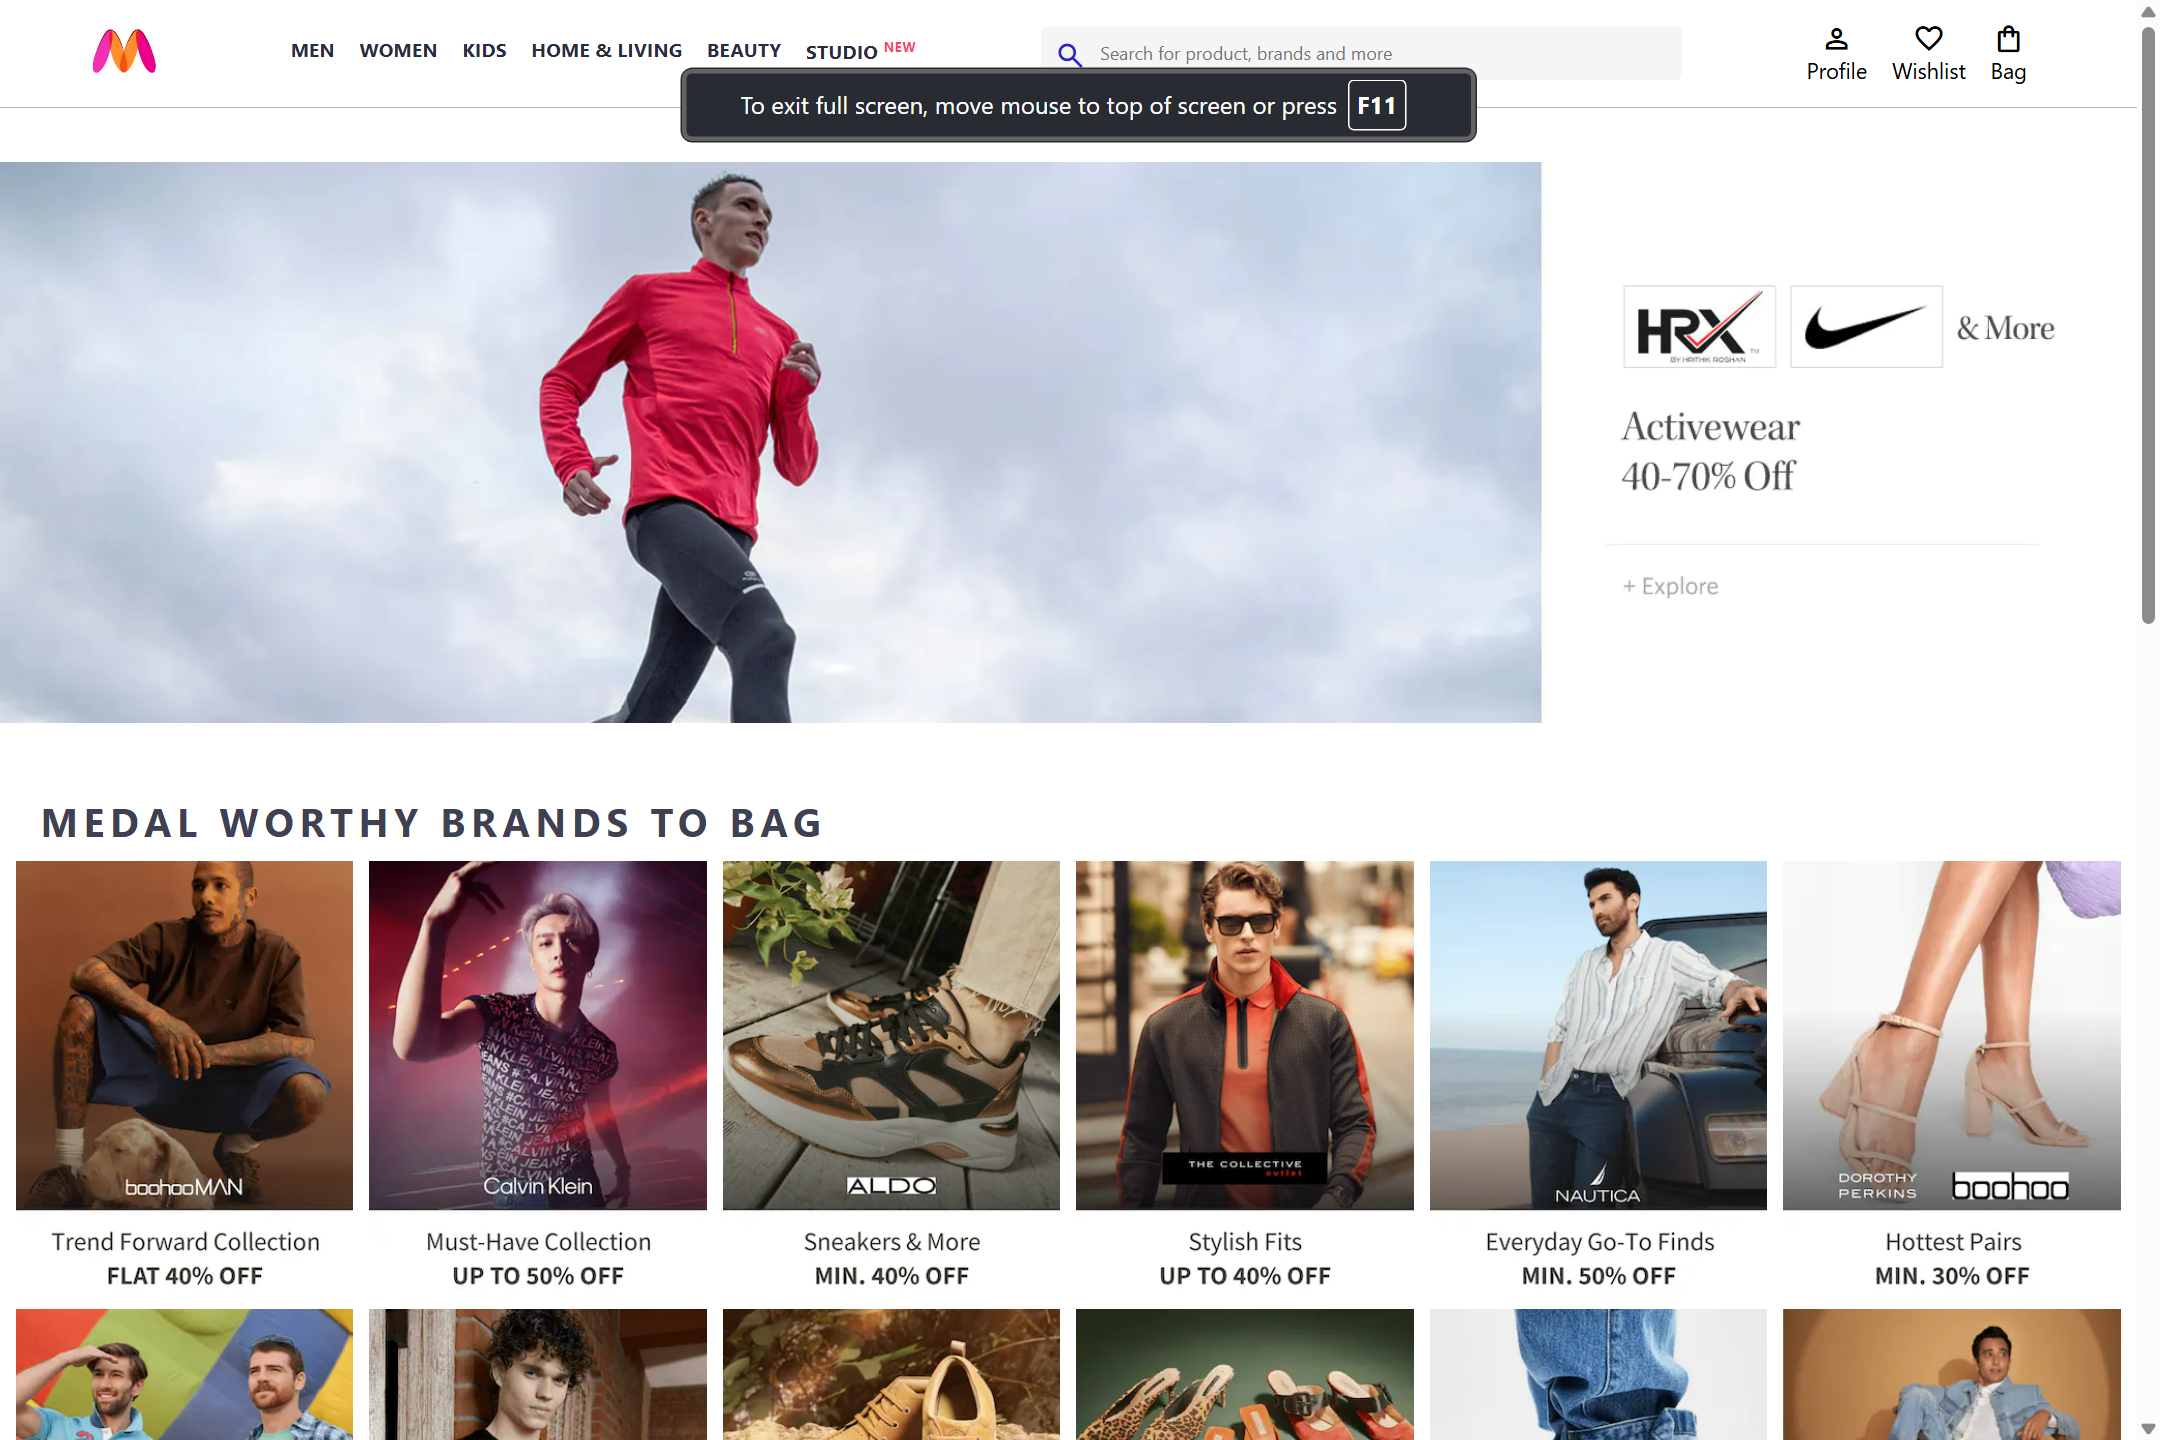 MEN WOMEN KIDS HOME & LIVING BEAUTY STUDIO NEW
Search for product, brands and more
Profile Wishlist Bag
To exit full screen, move mouse to top of screen or press F11
HRX
BY HRITHIK ROSHAN
TM
& More
Activewear
40-70% Off
+ Explore
MEDAL WORTHY BRANDS TO BAG
boohooMAN
Calvin Klein
ALDO
THE COLLECTIVE
outlet
NAUTICA
DOROTHY
PERKINS
boohoo
Trend Forward Collection
FLAT 40% OFF
Must-Have Collection
UP TO 50% OFF
Sneakers & More
MIN. 40% OFF
Stylish Fits
UP TO 40% OFF
Everyday Go-To Finds
MIN. 50% OFF
Hottest Pairs
MIN. 30% OFF